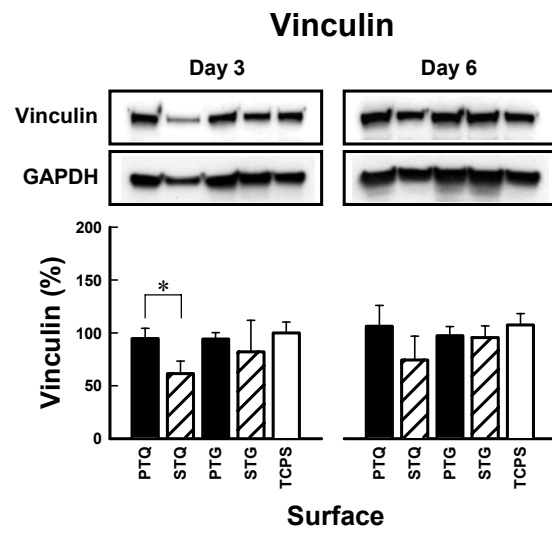 Vinculin
Day 3 Day 6
Vinculin
GAPDH
Vinculin (%)
200
150
100
50
0
*
PTQ STQ PTG STG TCPS PTQ STQ PTG STG TCPS
Surface